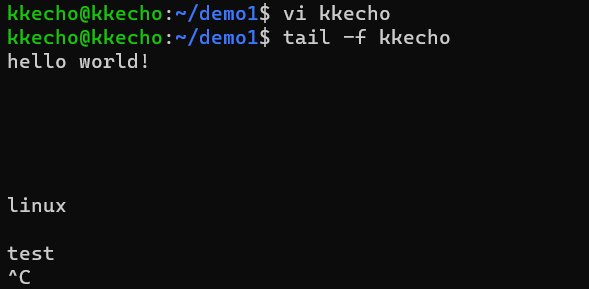 kkecho@kkecho:~/demo1$ vi kkecho
kkecho@kkecho:~/demo1$ tail -f kkecho
hello world!
linux
test
^C